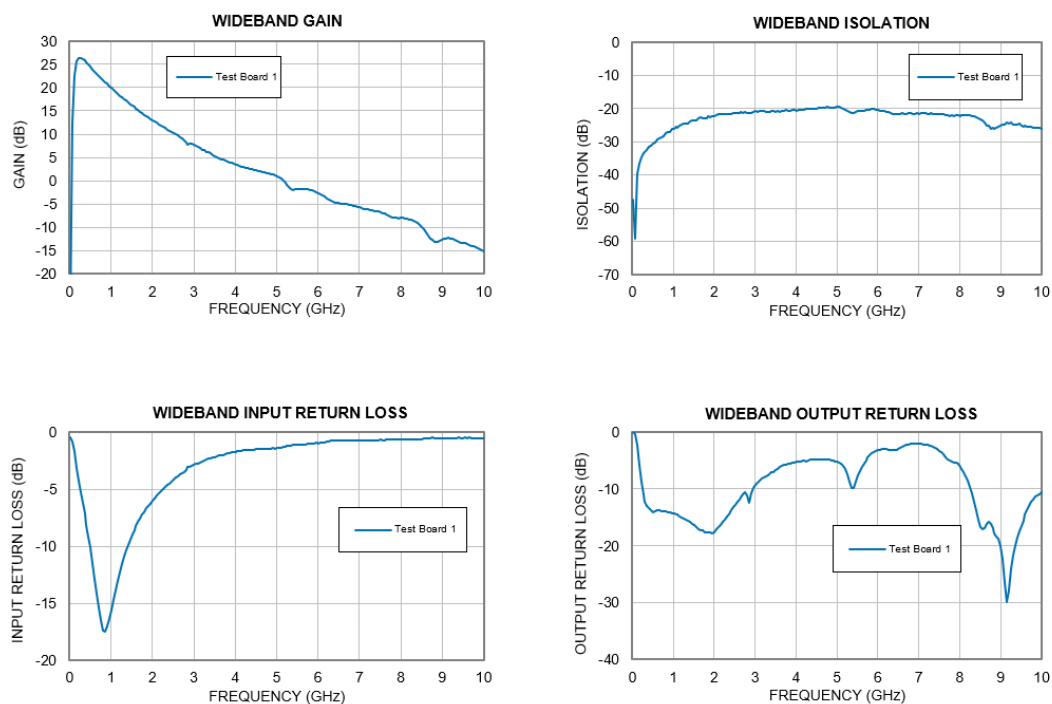 WIDEBAND GAIN
30
25
20
15
10
5
0
-5
-10
-15
-20
GAIN (dB)
Test Board 1
0 1 2 3 4 5 6 7 8 9 10
FREQUENCY (GHz)
WIDEBAND ISOLATION
0
-10
-20
-30
-40
-50
-60
-70
ISOLATION (dB)
Test Board 1
0 1 2 3 4 5 6 7 8 9 10
FREQUENCY (GHz)
WIDEBAND INPUT RETURN LOSS
0
-5
-10
-15
-20
INPUT RETURN LOSS (dB)
Test Board 1
0 1 2 3 4 5 6 7 8 9 10
FREQUENCY (GHz)
WIDEBAND OUTPUT RETURN LOSS
0
-10
-20
-30
-40
OUTPUT RETURN LOSS (dB)
Test Board 1
0 1 2 3 4 5 6 7 8 9 10
FREQUENCY (GHz)